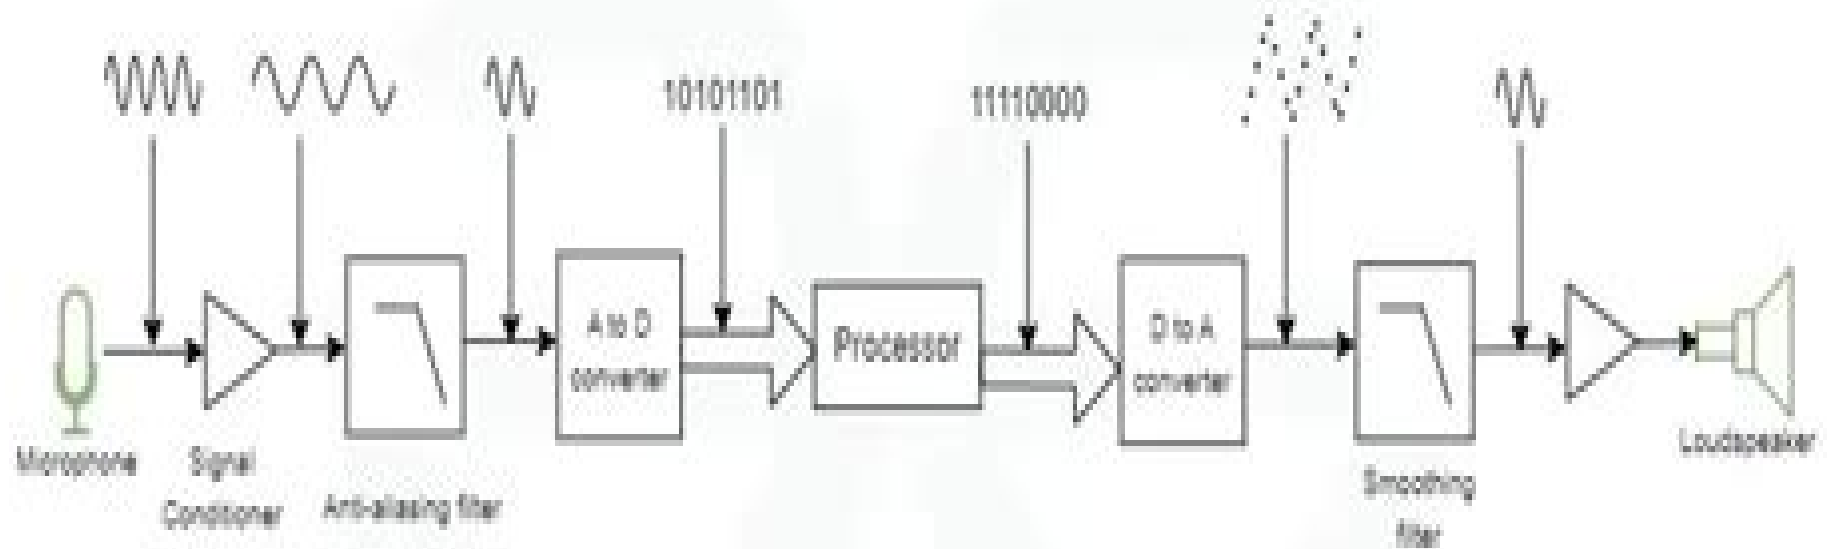 10101101
11110000
A to D
converter
Processor
D to A
converter
Microphone
Signal
Conditioner
Anti-aliasing filter
Smoothing
filter
Loudspeaker